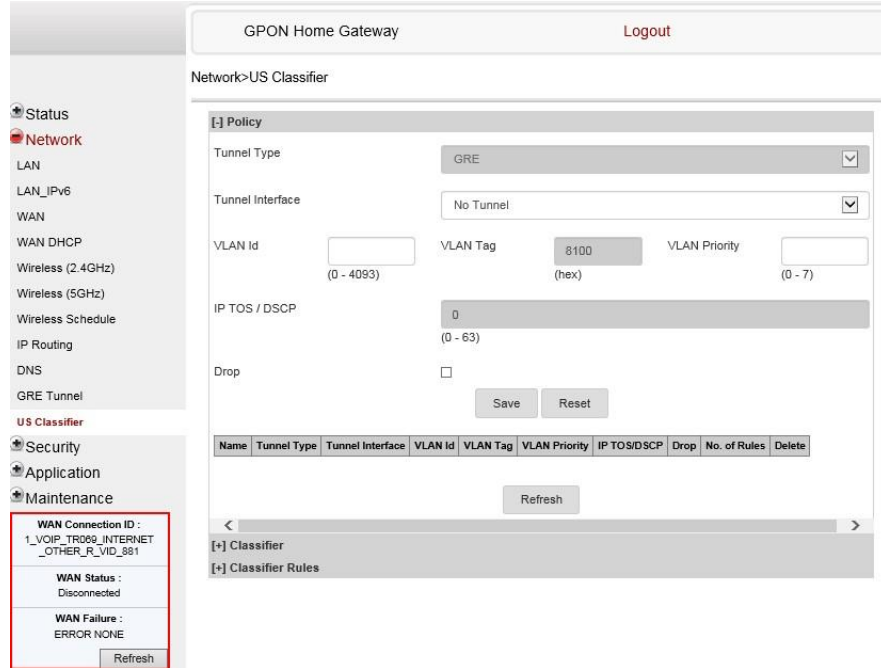 GPON Home Gateway
Logout
Network>US Classifier
Status
Network
LAN
LAN_IPv6
WAN
WAN DHCP
Wireless (2.4GHz)
Wireless (5GHz)
Wireless Schedule
IP Routing
DNS
GRE Tunnel
US Classifier
Security
Application
Maintenance
WAN Connection ID :
1_VOIP_TR069_INTERNET
_OTHER_R_VID_881
WAN Status :
Disconnected
WAN Failure :
ERROR NONE
Refresh
[-] Policy
Tunnel Type
GRE
Tunnel Interface
No Tunnel
VLAN Id
(0 - 4093)
VLAN Tag
8100
(hex)
VLAN Priority
(0 - 7)
IP TOS / DSCP
0
(0 - 63)
Drop
Save
Reset
Name Tunnel Type Tunnel Interface VLAN Id VLAN Tag VLAN Priority IP TOS/DSCP Drop No. of Rules Delete
Refresh
[+] Classifier
[+] Classifier Rules